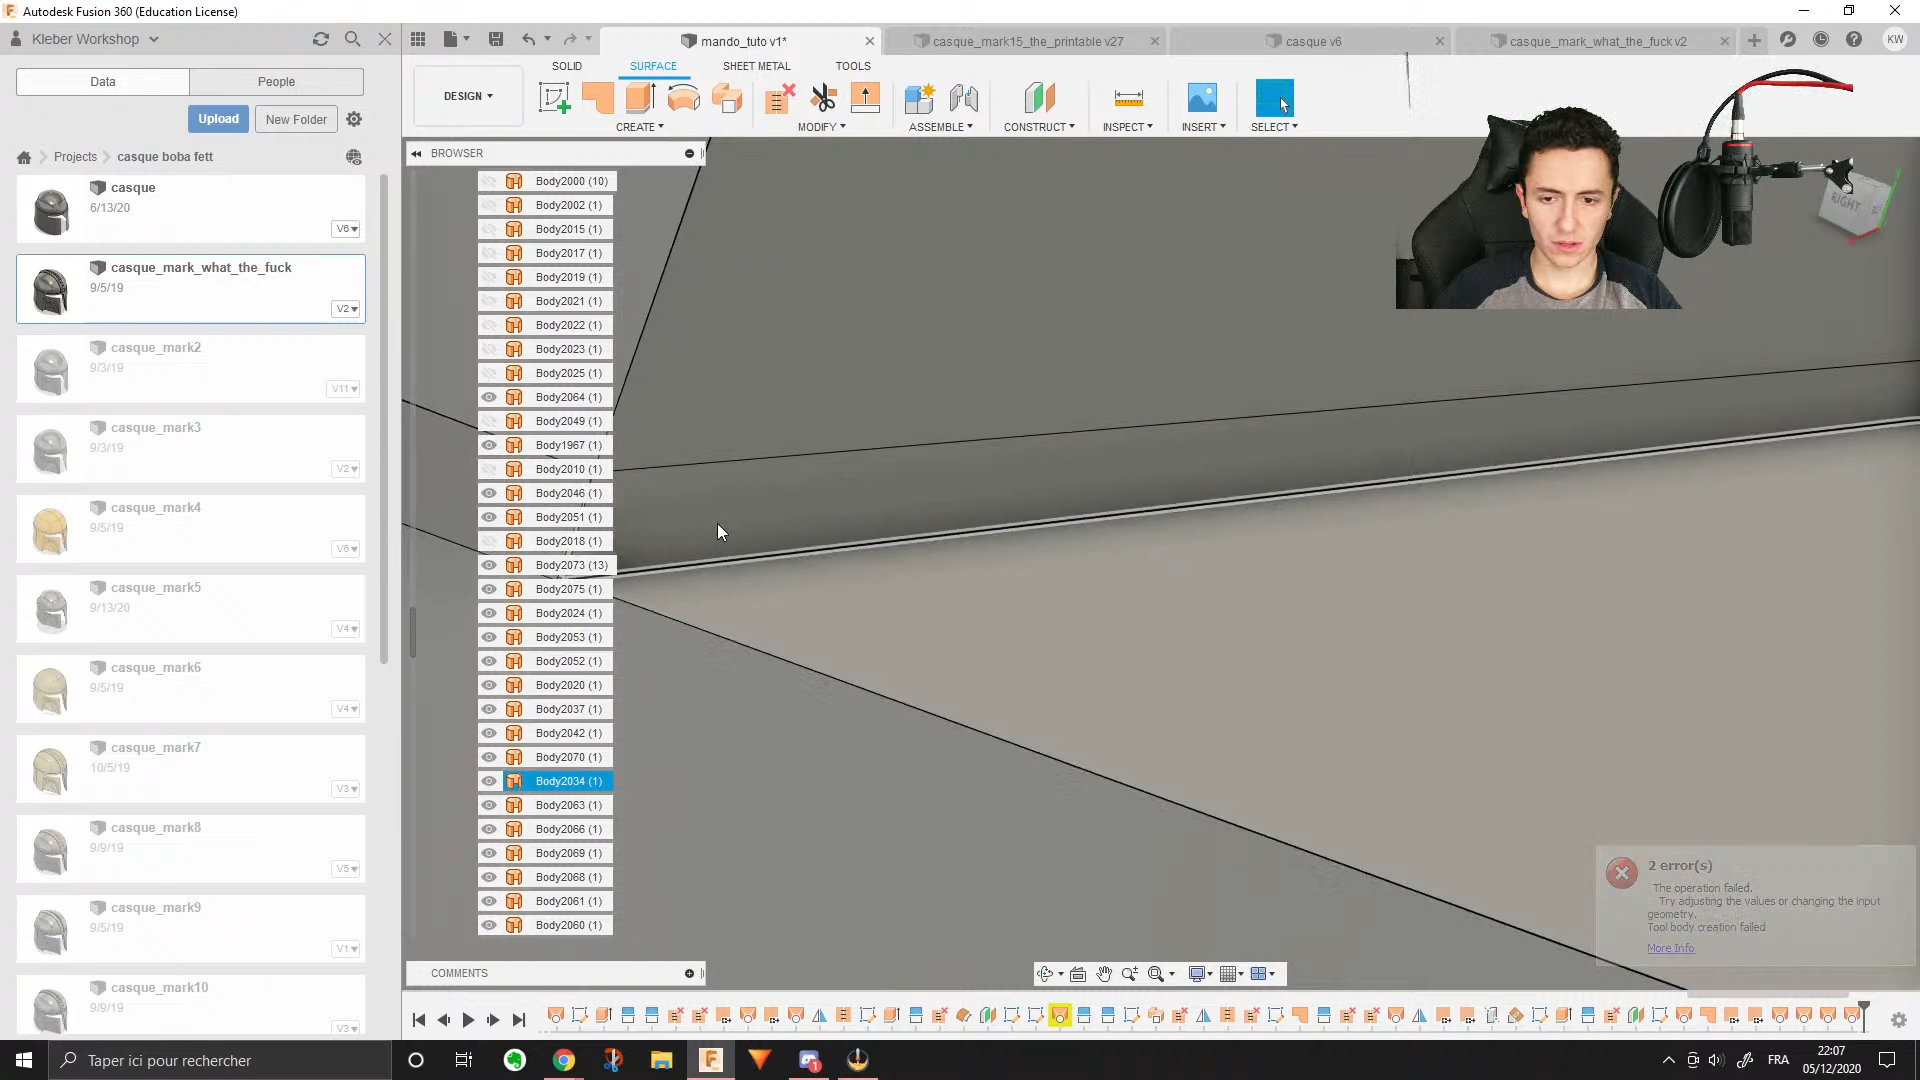 Autodesk Fusion 360 (Education License)
Kleber Workshop
mando_tuto v1*
casque_mark15_the_printable v27
casque v6
casque_mark_what_the_fuck v2
KW
Data
People
SOLID
SURFACE
SHEET METAL
TOOLS
Upload
New Folder
DESIGN
CREATE
MODIFY
ASSEMBLE
CONSTRUCT
INSPECT
INSERT
SELECT
Projects
casque boba fett
BROWSER
RIGHT
casque
6/13/20
V6
casque_mark_what_the_fuck
9/5/19
V2
casque_mark2
9/3/19
V11
casque_mark3
9/3/19
V2
casque_mark4
9/5/19
V6
casque_mark5
9/13/20
V4
casque_mark6
9/5/19
V4
casque_mark7
10/5/19
V3
casque_mark8
9/9/19
V5
casque_mark9
9/5/19
V1
casque_mark10
9/9/19
V3
Body2000 (10)
Body2002 (1)
Body2015 (1)
Body2017 (1)
Body2019 (1)
Body2021 (1)
Body2022 (1)
Body2023 (1)
Body2025 (1)
Body2064 (1)
Body2049 (1)
Body1967 (1)
Body2010 (1)
Body2046 (1)
Body2051 (1)
Body2018 (1)
Body2073 (13)
Body2075 (1)
Body2024 (1)
Body2053 (1)
Body2052 (1)
Body2020 (1)
Body2037 (1)
Body2042 (1)
Body2070 (1)
Body2034 (1)
Body2063 (1)
Body2066 (1)
Body2069 (1)
Body2068 (1)
Body2061 (1)
Body2060 (1)
2 error(s)
The operation failed.
Try adjusting the values or changing the input
geometry.
Tool body creation failed
More Info
COMMENTS
Taper ici pour rechercher
FRA
22:07
05/12/2020